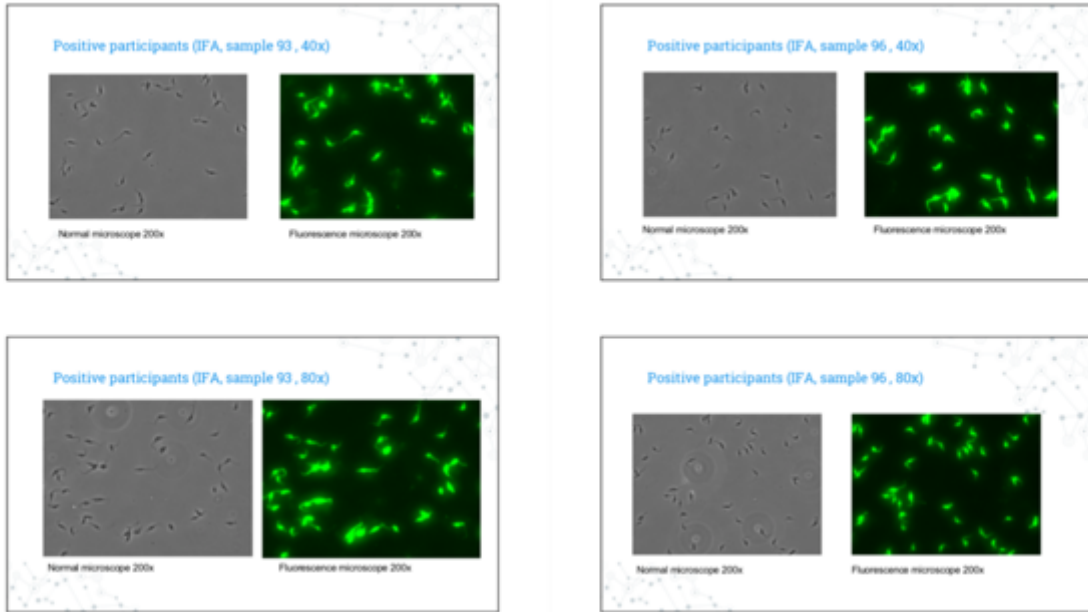 Positive participants (IFA, sample 93 , 40x)
Normal microscope 200x
Fluorescence microscope 200x
Positive participants (IFA, sample 96 , 40x)
Normal microscope 200x
Fluorescence microscope 200x
Positive participants (IFA, sample 93 , 80x)
Normal microscope 200x
Fluorescence microscope 200x
Positive participants (IFA, sample 96 , 80x)
Normal microscope 200x
Fluorescence microscope 200x